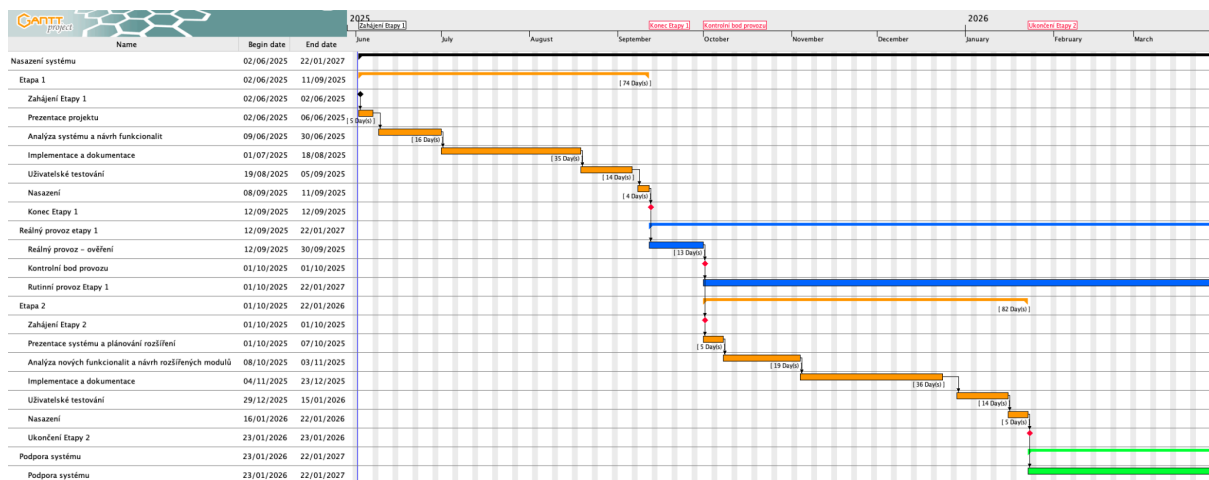 GANTT
project
2025
2026
Zahájení Etapy 1
Konec Etapy 1
Kontrolní bod provozu
Ukončení Etapy 2
Name Begin date End date
June July August September October November December January February March
Nasazení systému 02/06/2025 22/01/2027
Etapa 1 02/06/2025 11/09/2025
[ 74 Day(s) ]
Zahájení Etapy 1 02/06/2025 02/06/2025
Prezentace projektu 02/06/2025 06/06/2025
[ 5 Day(s) ]
Analýza systému a návrh funkcionalit 09/06/2025 30/06/2025
[ 16 Day(s) ]
Implementace a dokumentace 01/07/2025 18/08/2025
[ 35 Day(s) ]
Uživatelské testování 19/08/2025 05/09/2025
[ 14 Day(s) ]
Nasazení 08/09/2025 11/09/2025
[ 4 Day(s) ]
Konec Etapy 1 12/09/2025 12/09/2025
Reálný provoz etapy 1 12/09/2025 22/01/2027
Reálný provoz – ověření 12/09/2025 30/09/2025
[ 13 Day(s) ]
Kontrolní bod provozu 01/10/2025 01/10/2025
Rutinní provoz Etapy 1 01/10/2025 22/01/2027
Etapa 2 01/10/2025 22/01/2026
[ 82 Day(s) ]
Zahájení Etapy 2 01/10/2025 01/10/2025
Prezentace systému a plánování rozšíření 01/10/2025 07/10/2025
[ 5 Day(s) ]
Analýza nových funkcionalit a návrh rozšířených modulů 08/10/2025 03/11/2025
[ 19 Day(s) ]
Implementace a dokumentace 04/11/2025 23/12/2025
[ 36 Day(s) ]
Uživatelské testování 29/12/2025 15/01/2026
[ 14 Day(s) ]
Nasazení 16/01/2026 22/01/2026
[ 5 Day(s) ]
Ukončení Etapy 2 23/01/2026 23/01/2026
Podpora systému 23/01/2026 22/01/2027
Podpora systému 23/01/2026 22/01/2027